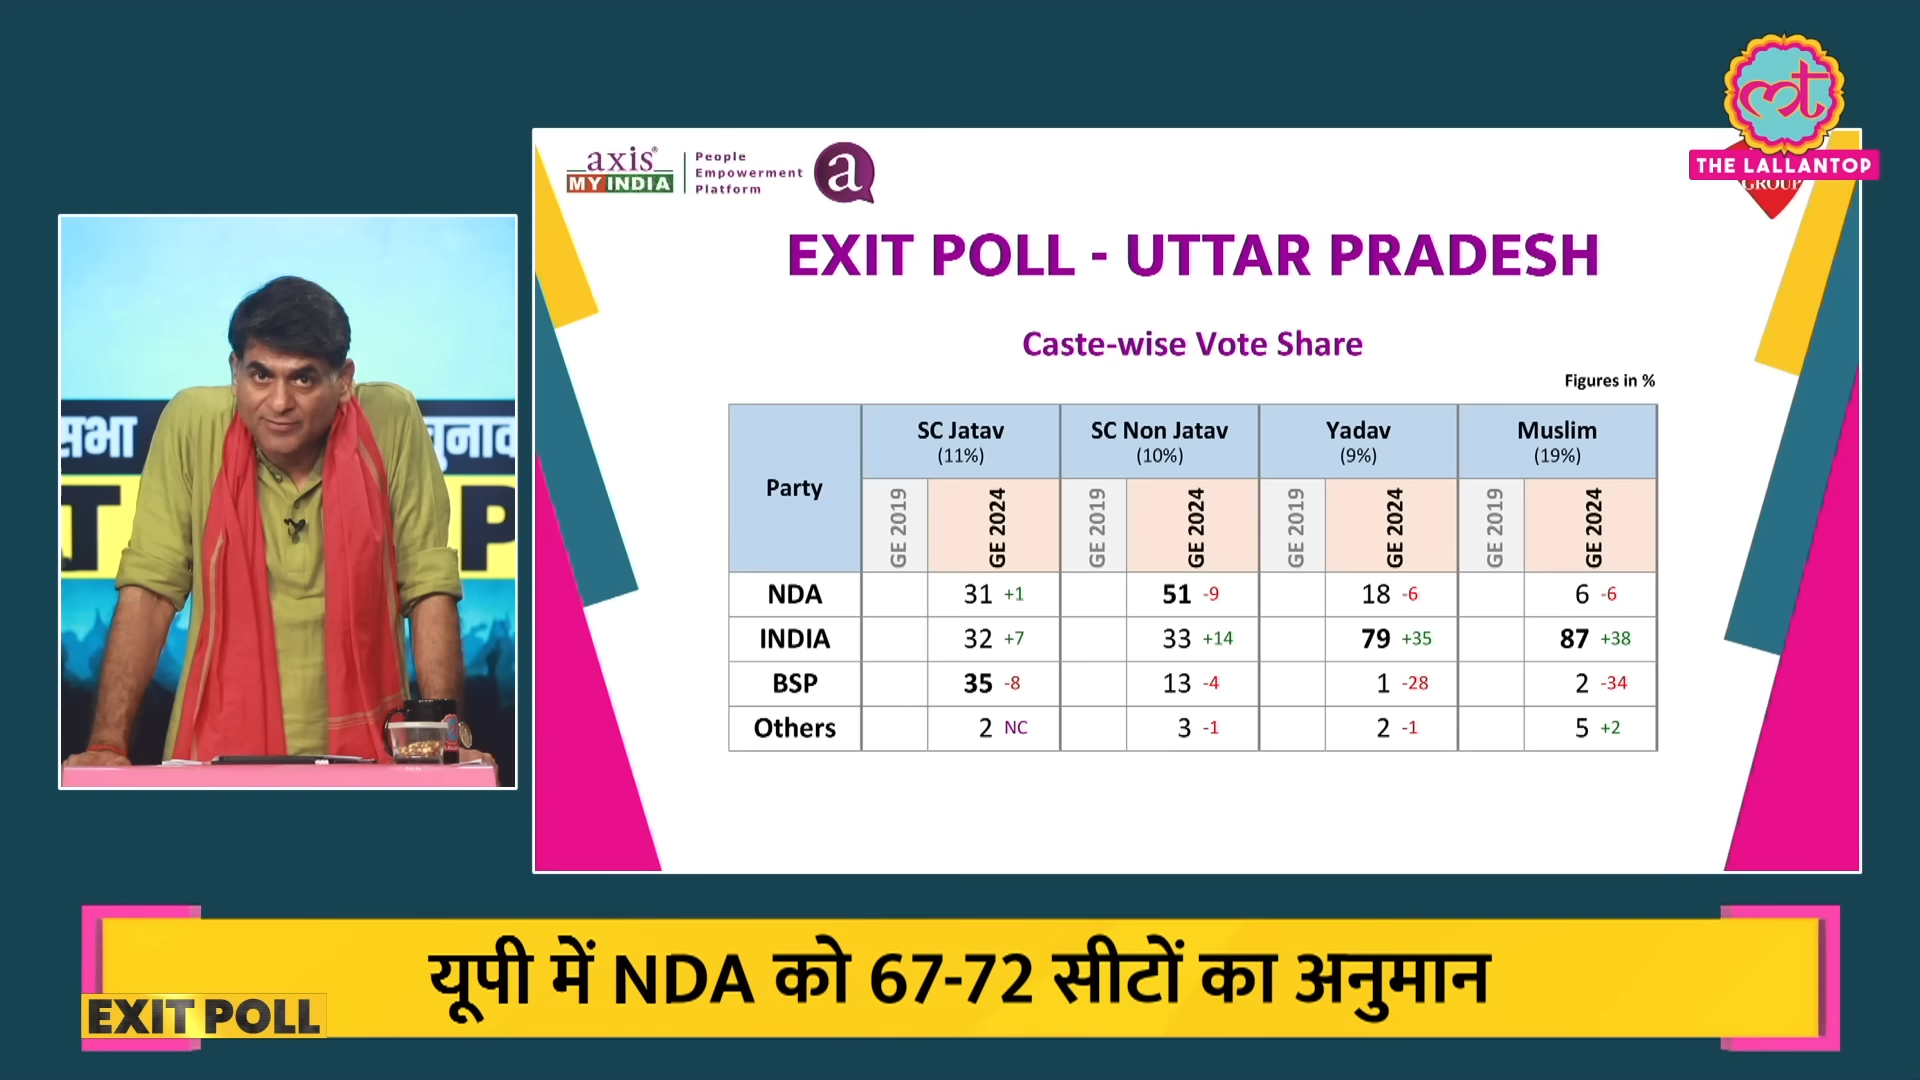 THE LALLANTOP
GROUP
axis
MY INDIA
People
Empowerment
Platform
a
EXIT POLL - UTTAR PRADESH
Caste-wise Vote Share
Figures in %
Party SC Jatav (11%) SC Non Jatav (10%) Yadav (9%) Muslim (19%)
GE 2019 GE 2024 GE 2019 GE 2024 GE 2019 GE 2024 GE 2019 GE 2024
NDA 31 +1 51 -9 18 -6 6 -6
INDIA 32 +7 33 +14 79 +35 87 +38
BSP 35 -8 13 -4 1 -28 2 -34
Others 2 NC 3 -1 2 -1 5 +2
यूपी में NDA को 67-72 सीटों का अनुमान
EXIT POLL